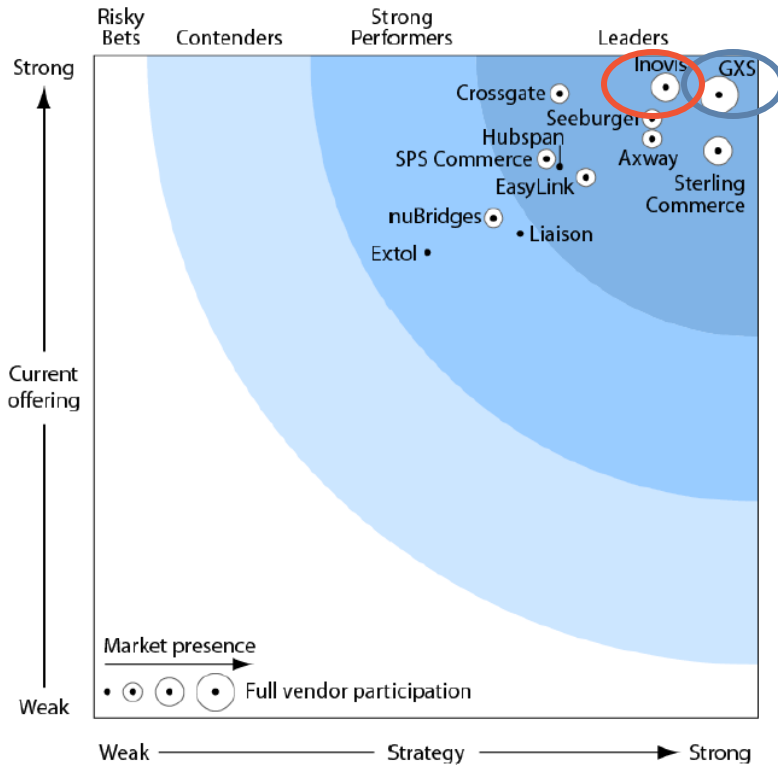 Risky
Bets
Contenders
Strong
Performers
Leaders
Strong
Inovis
GXS
Crossgate
Seeburger
Hubspan
SPS Commerce
Axway
EasyLink
Sterling
Commerce
nuBridges
Liaison
Extol
Current
offering
Market presence
Full vendor participation
Weak
Weak
Strategy
Strong